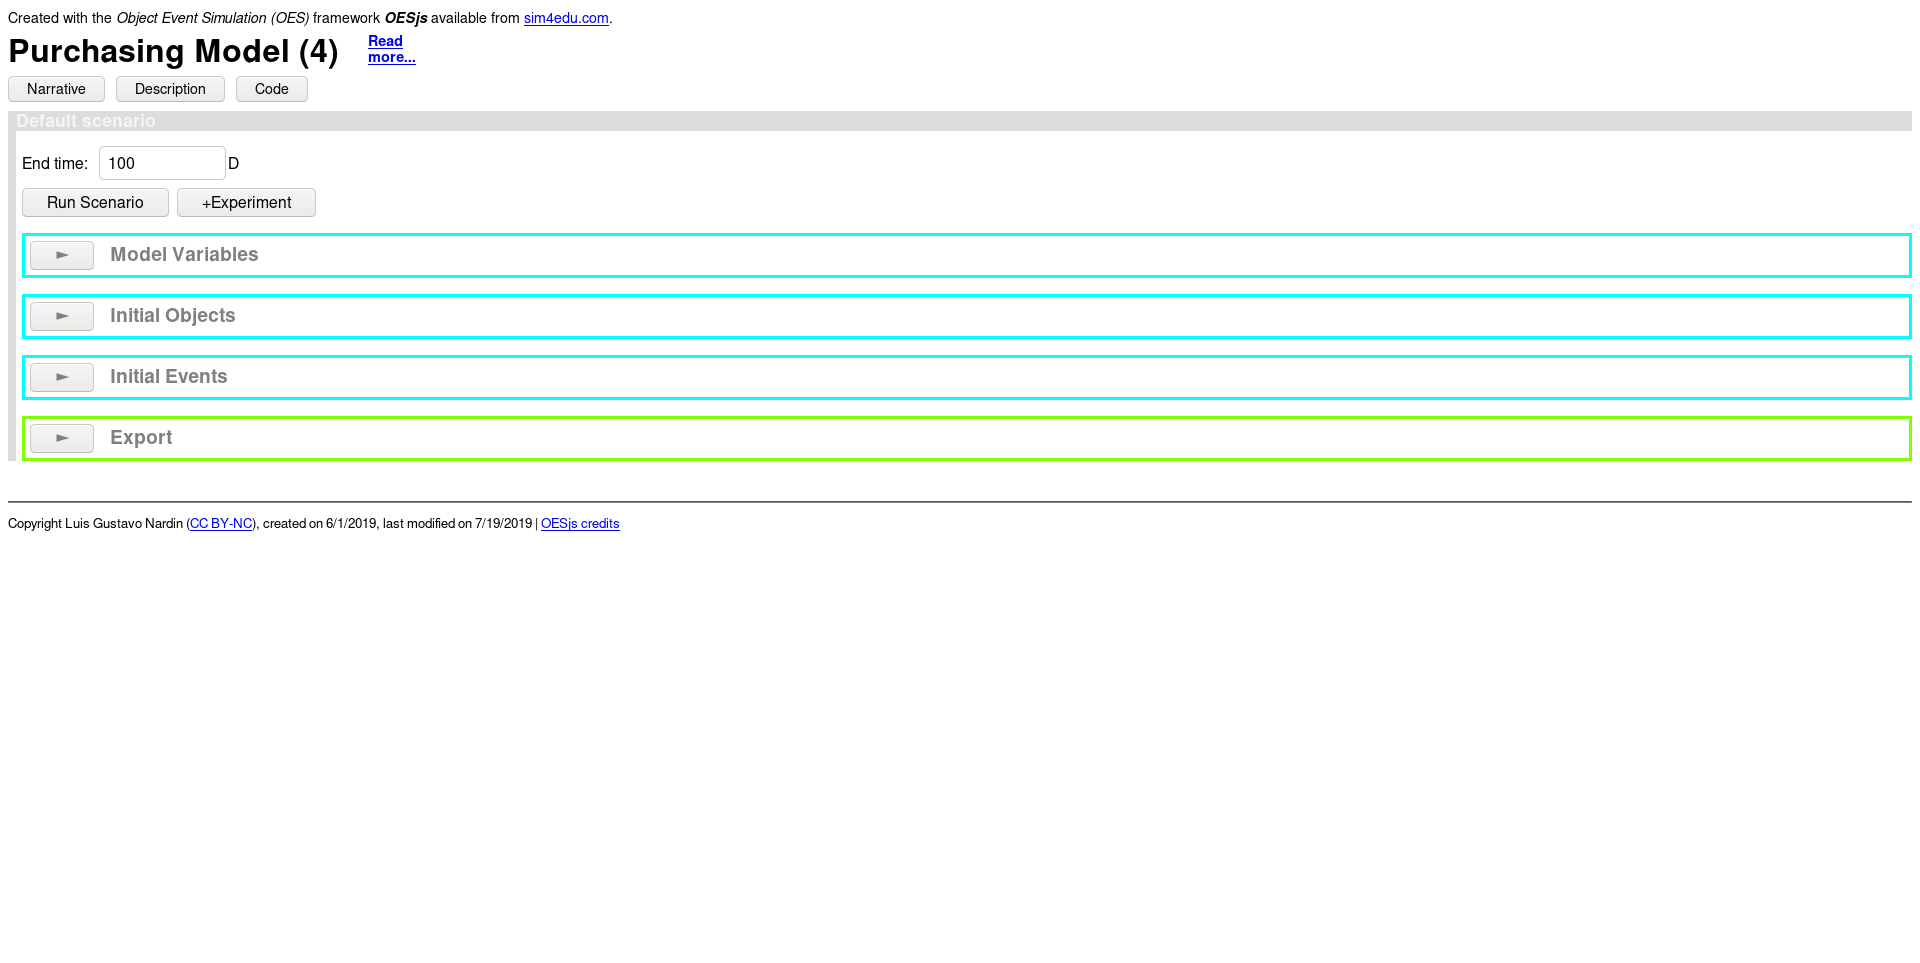 Created with the Object Event Simulation (OES) framework OESjs available from sim4edu.com.
Purchasing Model (4)
Read
more...
Narrative Description Code
Default scenario
End time: 100 D
Run Scenario +Experiment
► Model Variables
► Initial Objects
► Initial Events
► Export
Copyright Luis Gustavo Nardin (CC BY-NC), created on 6/1/2019, last modified on 7/19/2019 | OESjs credits